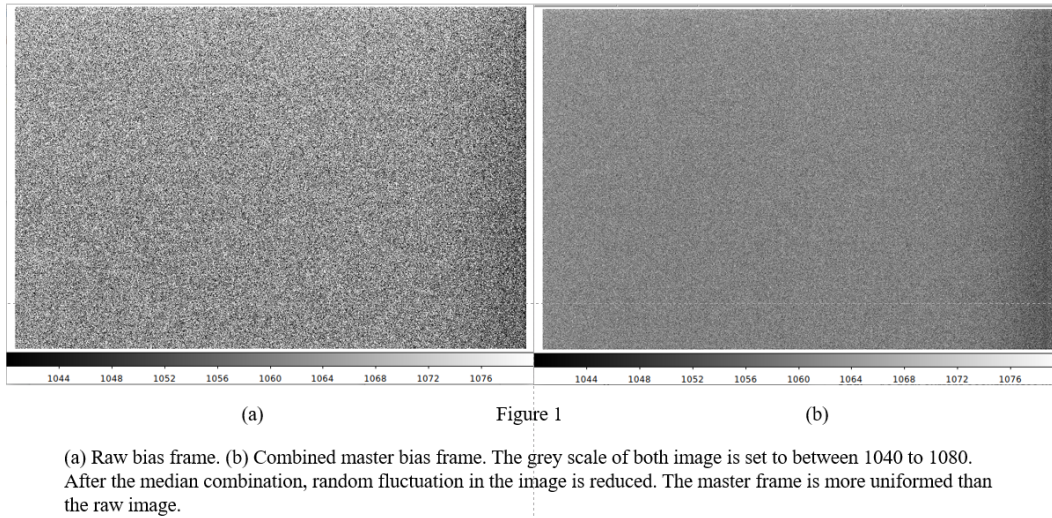 1044 1048 1052 1056 1060 1064 1068 1072 1076
1044 1048 1052 1056 1060 1064 1068 1072 1076
(a) Figure 1 (b)
(a) Raw bias frame. (b) Combined master bias frame. The grey scale of both image is set to between 1040 to 1080.
After the median combination, random fluctuation in the image is reduced. The master frame is more uniformed than
the raw image.